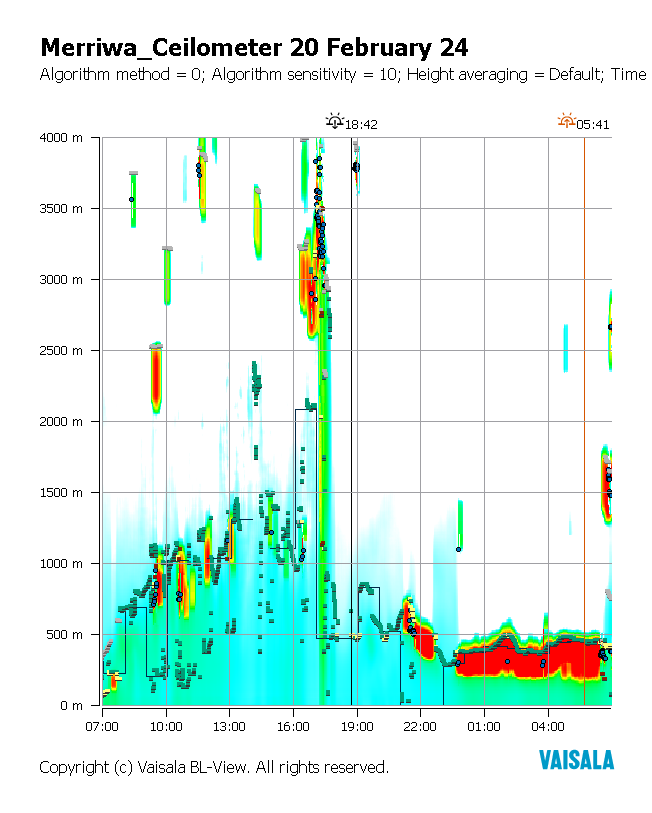 Merriwa_Ceilometer 20 February 24
Algorithm method = 0; Algorithm sensitivity = 10; Height averaging = Default; Time
18:42
05:41
4000 m
3500 m
3000 m
2500 m
2000 m
1500 m
1000 m
500 m
0 m
07:00 10:00 13:00 16:00 19:00 22:00 01:00 04:00
Copyright (c) Vaisala BL-View. All rights reserved.
VAISALA